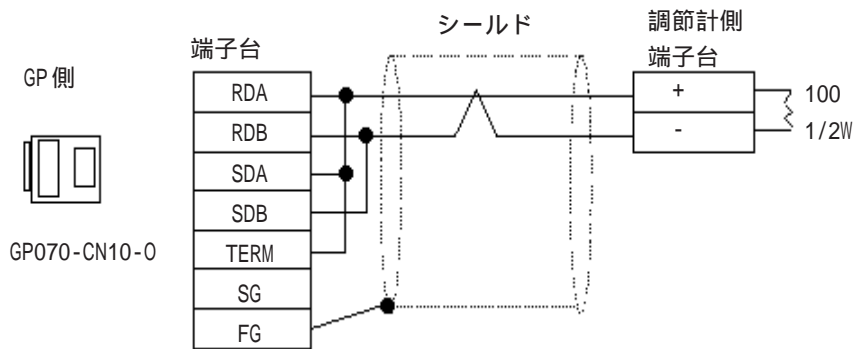 シールド
調節計側
端子台
端子台
GP側
RDA
RDB
SDA
SDB
TERM
SG
FG
+
-
100
1/2W
GP070-CN10-O